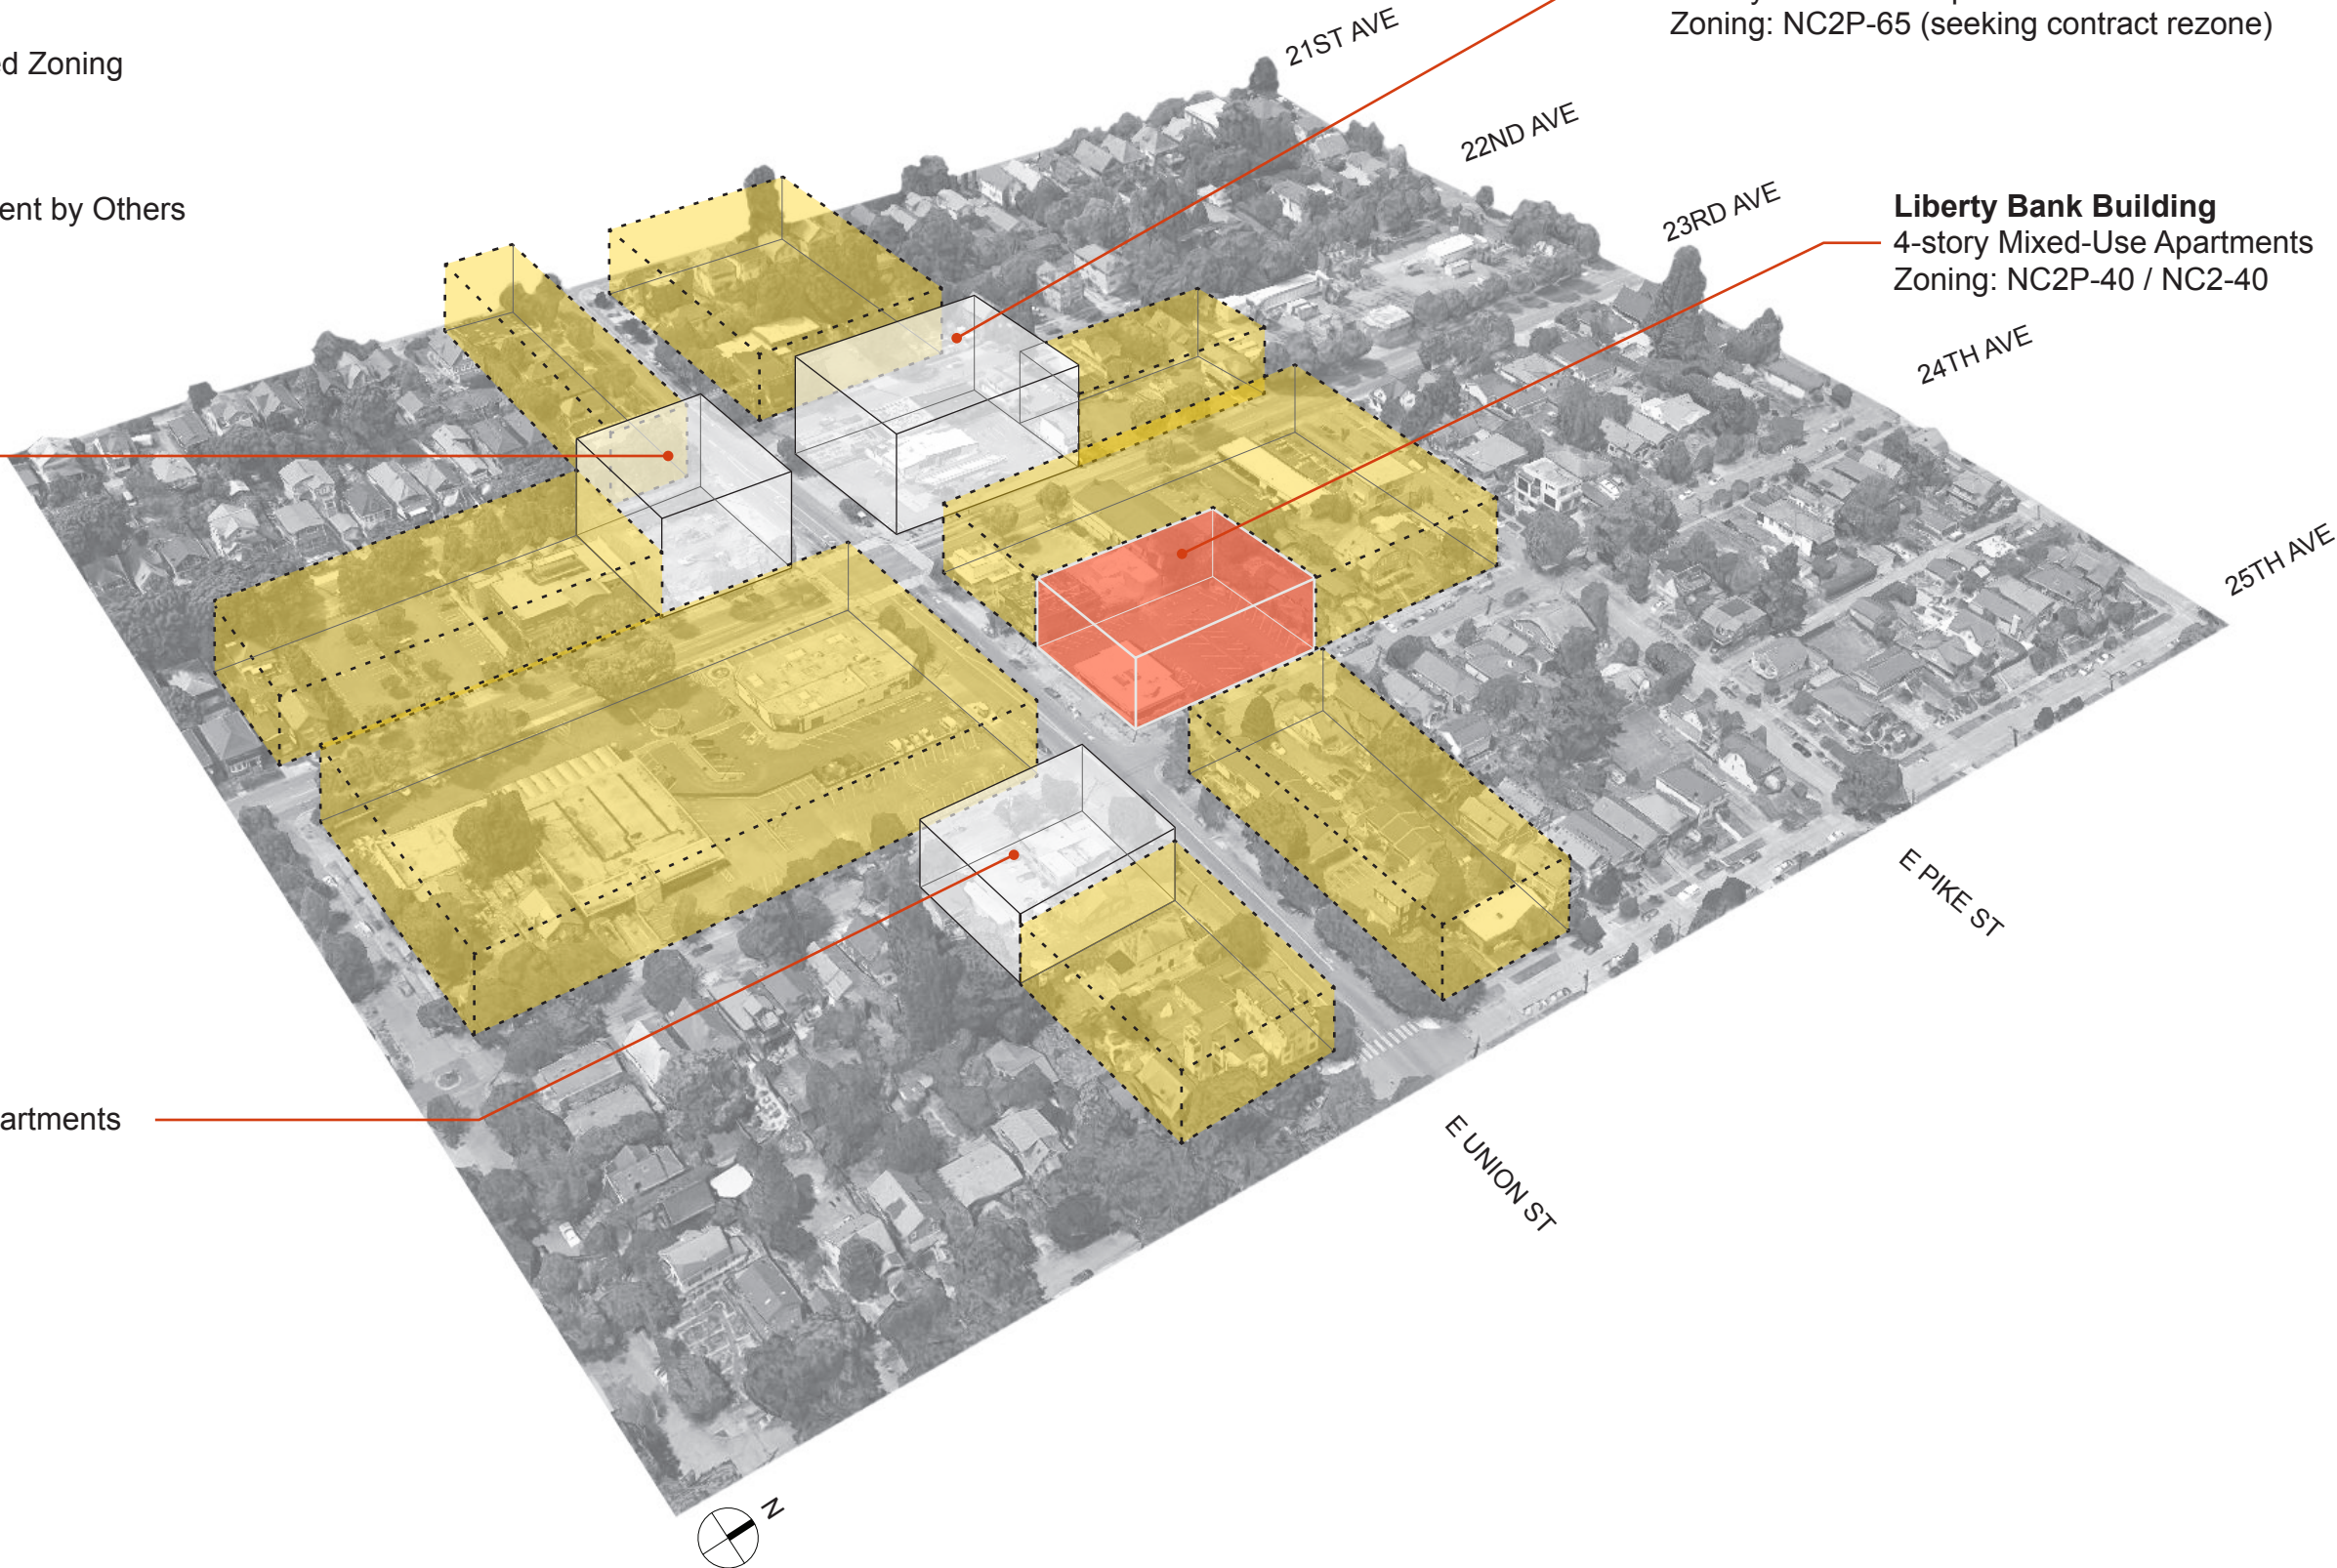 Zoning: NC2P-65 (seeking contract rezone)
ed Zoning
ent by Others
21ST AVE
22ND AVE
23RD AVE
Liberty Bank Building
4-story Mixed-Use Apartments
Zoning: NC2P-40 / NC2-40
24TH AVE
25TH AVE
E PIKE ST
E UNION ST
artments
N